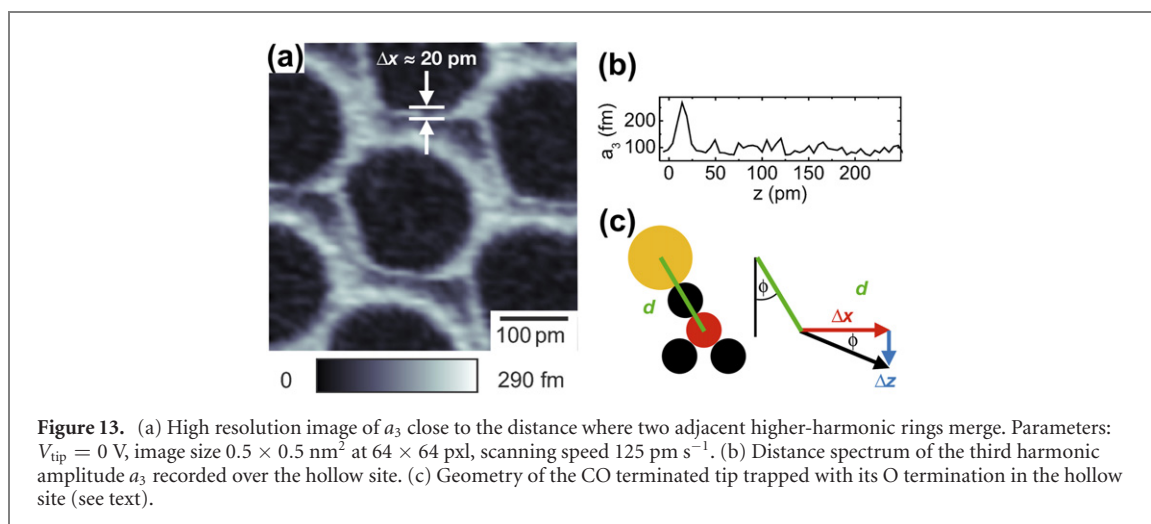 (a)
Δx ≈ 20 pm
100 pm
0
290 fm
(b)
a₃ (fm)
200
100
0
50
100
150
200
z (pm)
(c)
d
ϕ
d
Δx
ϕ
Δz
Figure 13. (a) High resolution image of a₃ close to the distance where two adjacent higher-harmonic rings merge. Parameters:
V_tip = 0 V, image size 0.5 × 0.5 nm² at 64 × 64 pxl, scanning speed 125 pm s⁻¹. (b) Distance spectrum of the third harmonic
amplitude a₃ recorded over the hollow site. (c) Geometry of the CO terminated tip trapped with its O termination in the hollow
site (see text).